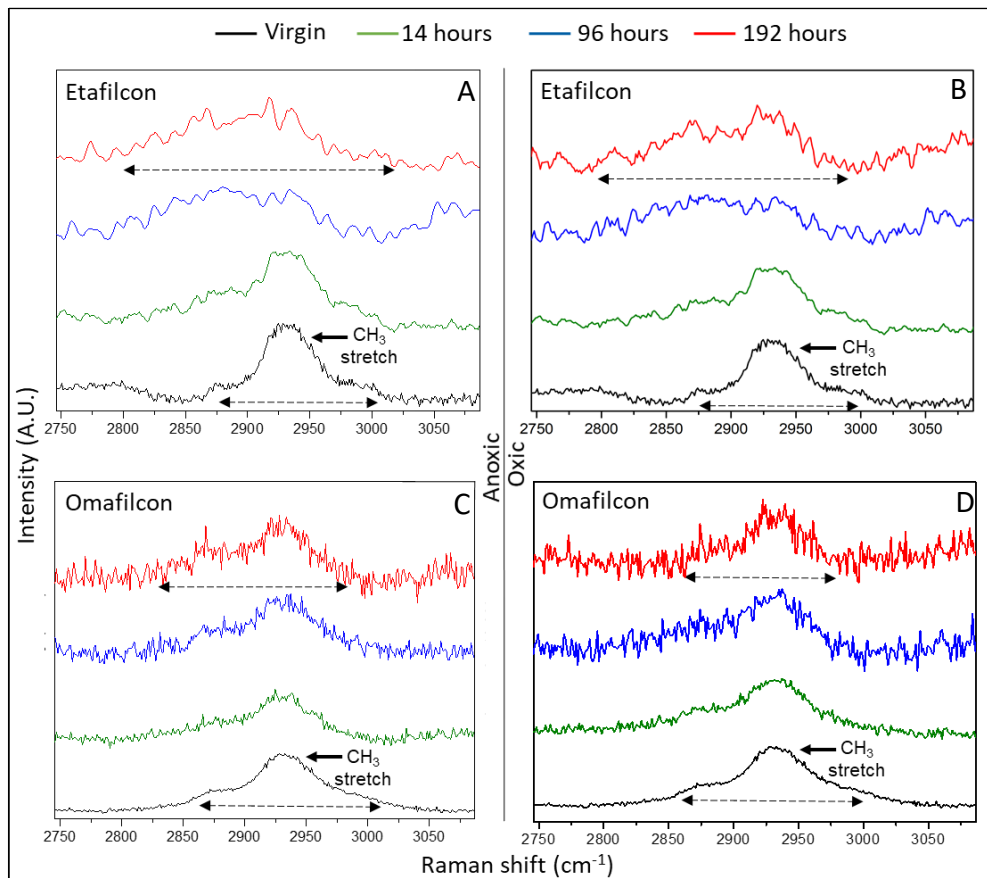 Virgin 14 hours 96 hours 192 hours
Etafilcon A
CH₃
stretch
2750 2800 2850 2900 2950 3000 3050
Etafilcon B
CH₃
stretch
2750 2800 2850 2900 2950 3000 3050
Intensity (A.U.)
Anoxic
Oxic
Omafilcon C
CH₃
stretch
2750 2800 2850 2900 2950 3000 3050
Omafilcon D
CH₃
stretch
2750 2800 2850 2900 2950 3000 3050
Raman shift (cm⁻¹)